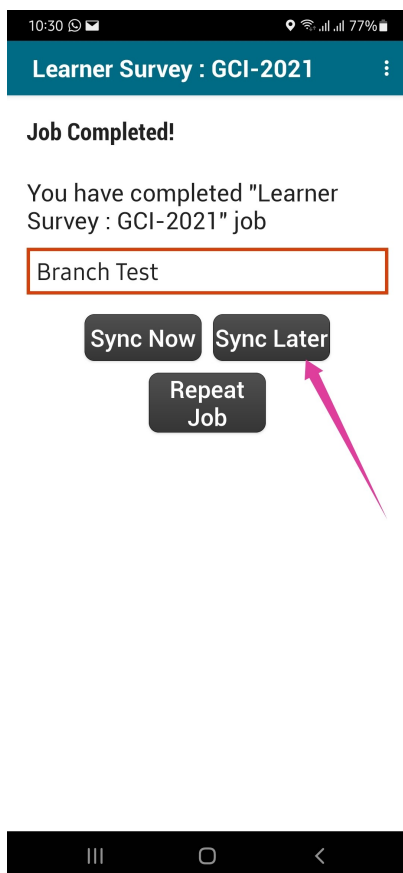 10:30 77%
Learner Survey : GCI-2021
Job Completed!
You have completed "Learner
Survey : GCI-2021" job
Branch Test
Sync Now Sync Later
Repeat
Job